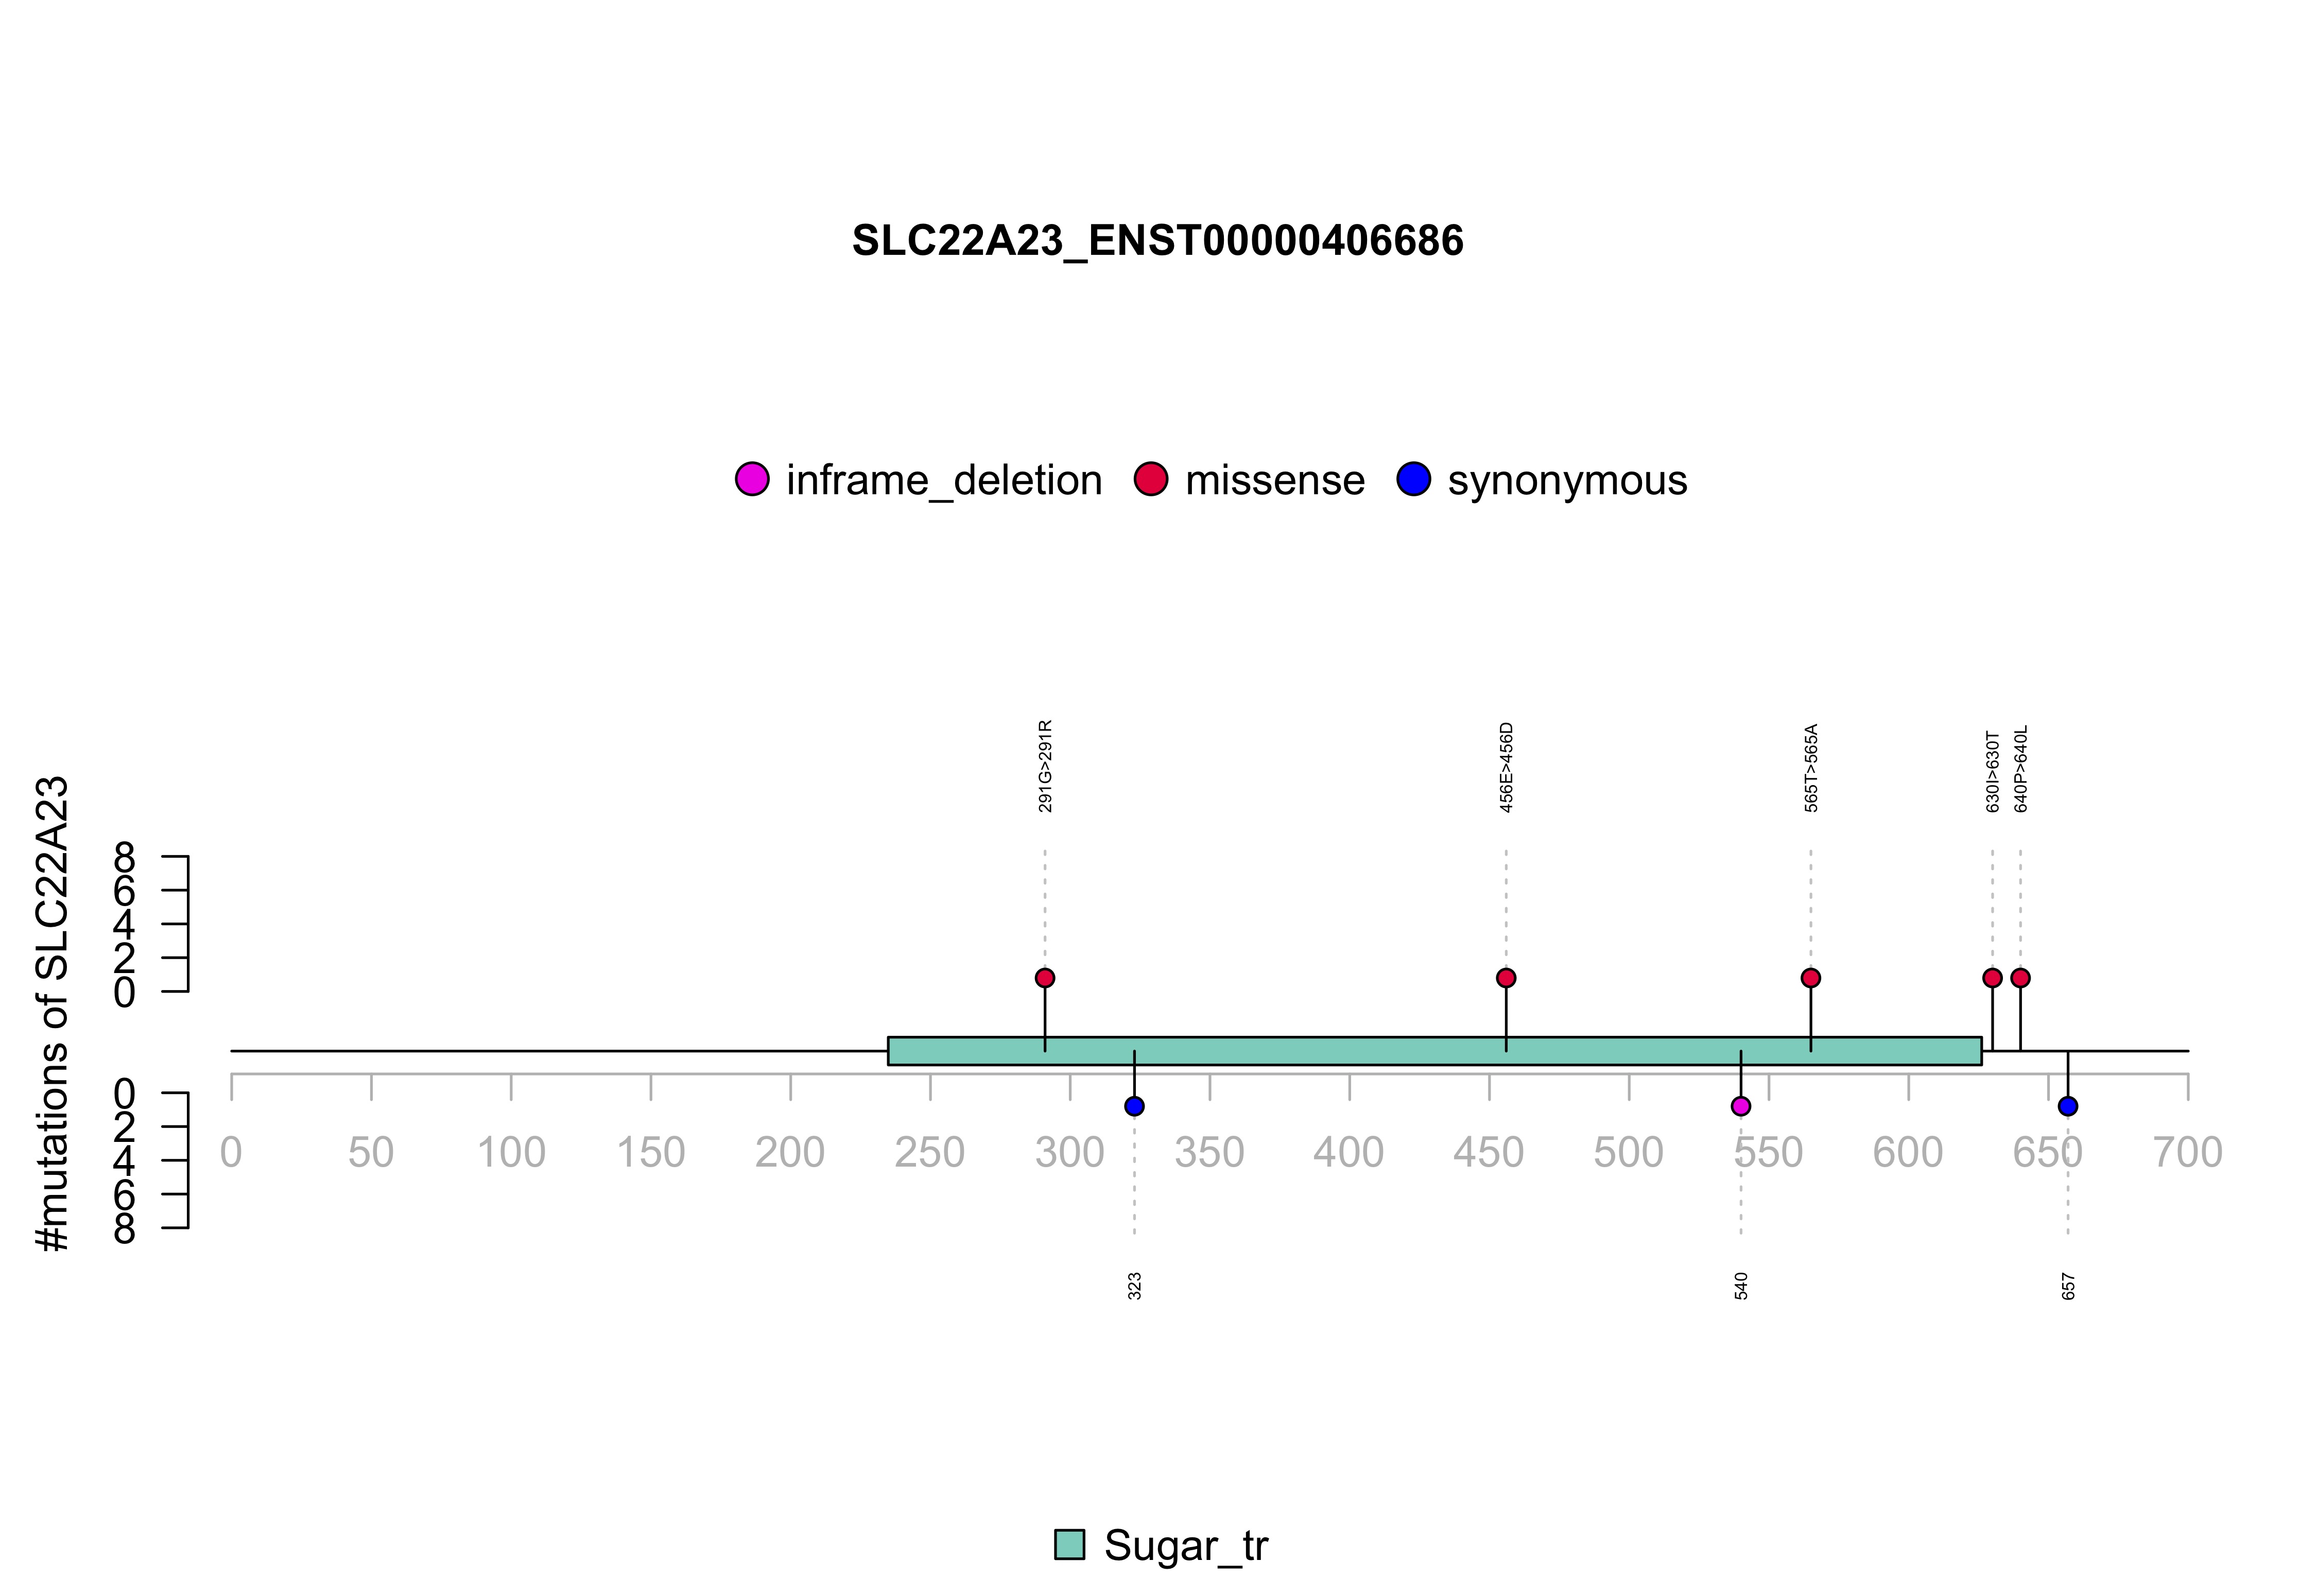 SLC22A23_ENST00000406686
inframe_deletion missense synonymous
291G>291R 456E>456D 565T>565A 630I>630T 640P>640L
#mutations of SLC22A23
8
6
4
2
0
0
2
4
6
8
0 50 100 150 200 250 300 350 400 450 500 550 600 650 700
323 540 657
Sugar_tr